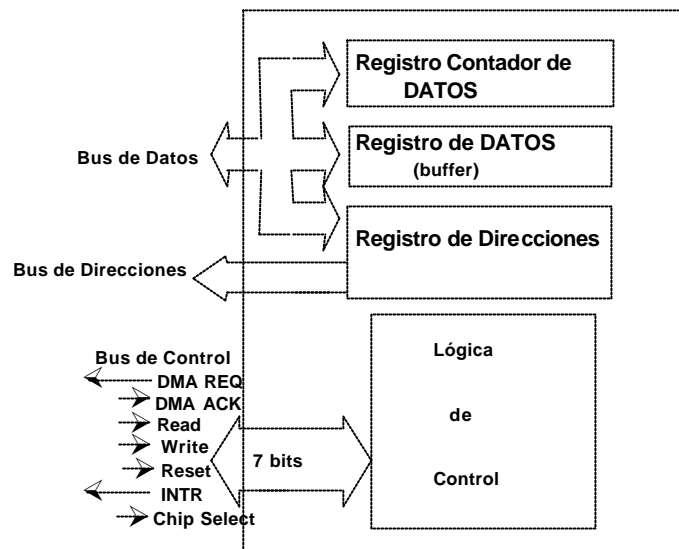 Registro Contador de
DATOS
Bus de Datos
Registro de DATOS
(buffer)
Registro de Direcciones
Bus de Direcciones
Bus de Control
DMA REQ
DMA ACK
Read
Write
Reset
INTR
Chip Select
7 bits
Lógica
de
Control